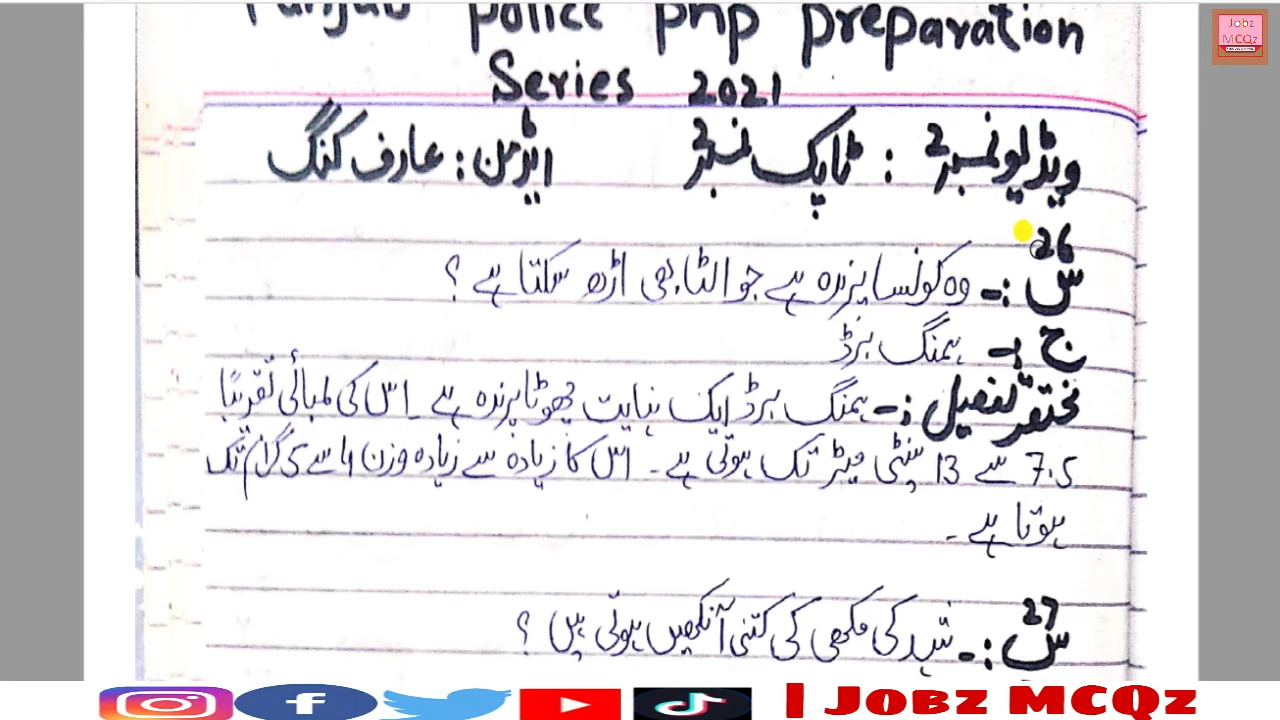 Punjab police php preparation
Series 2021
ویڈیو نمبر 2 : ٹاپک نمبر 2 ایڈمن : عارف کنگ
26
س :- وہ کونسا پرندہ ہے جو الٹا بھی اڑھ سکتا ہے ؟
ج :- ہمنگ برڈ
مختصر تفصیل :- ہمنگ برڈ ایک نہایت چھوٹا پرندہ ہے ۔ اس کی لمبائی تقریباً
7.5 سے 13 سنٹی میٹر تک ہوتی ہے ۔ اس کا زیادہ سے زیادہ وزن 4 سے 5 گرام تک
ہوتا ہے ۔
27
س :- شہد کی مکھی کی کتنی آنکھیں ہوتی ہیں ؟
Jobz
MCQz
| JOBZ MCQZ